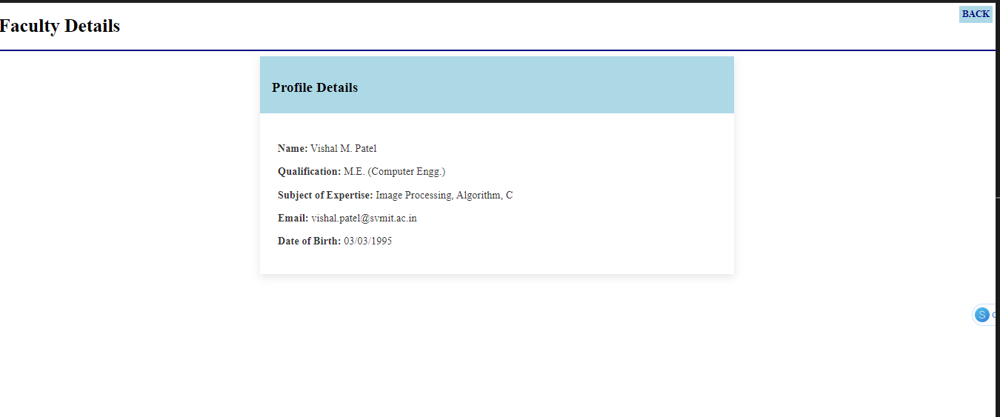 BACK
Faculty Details
Profile Details
Name: Vishal M. Patel
Qualification: M.E. (Computer Engg.)
Subject of Expertise: Image Processing, Algorithm, C
Email: vishal.patel@svmit.ac.in
Date of Birth: 03/03/1995
S